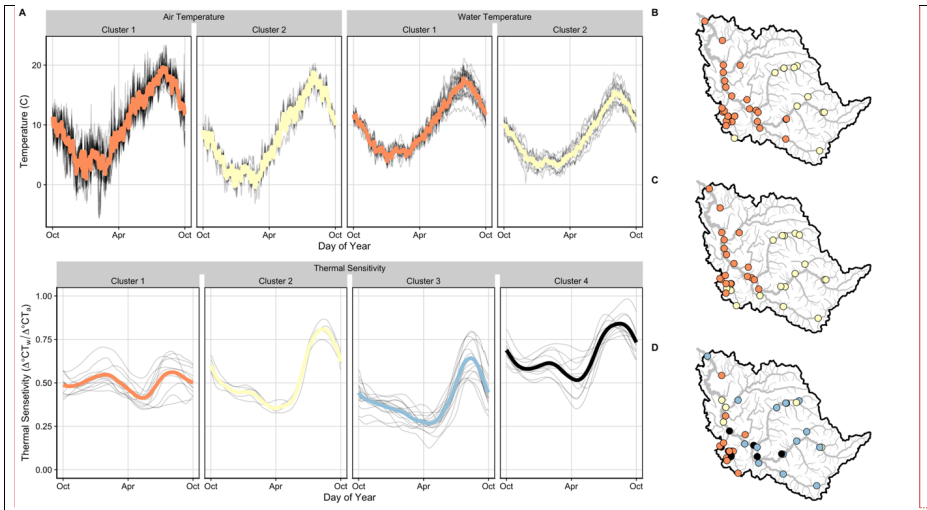 A
Air Temperature
Water Temperature
Cluster 1
Cluster 2
Cluster 1
Cluster 2
Temperature (C)
20
10
0
Oct
Apr
Oct
Oct
Apr
Oct
Oct
Apr
Oct
Oct
Apr
Oct
Day of Year
Thermal Sensitivity
Cluster 1
Cluster 2
Cluster 3
Cluster 4
Thermal Sensetivity (Δ°CTw/Δ°CTa)
1.00
0.75
0.50
0.25
0.00
Oct
Apr
Oct
Oct
Apr
Oct
Oct
Apr
Oct
Oct
Apr
Oct
Day of Year
B
C
D